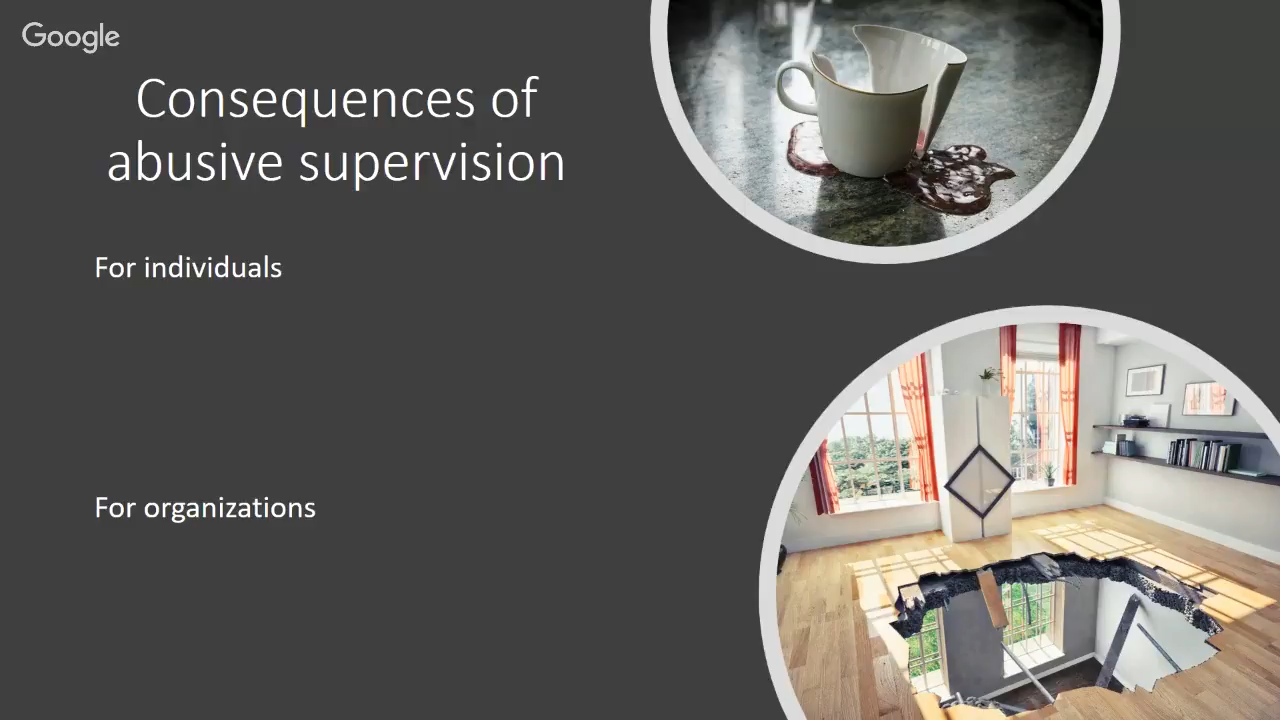 Google
Consequences of
abusive supervision
For individuals
For organizations